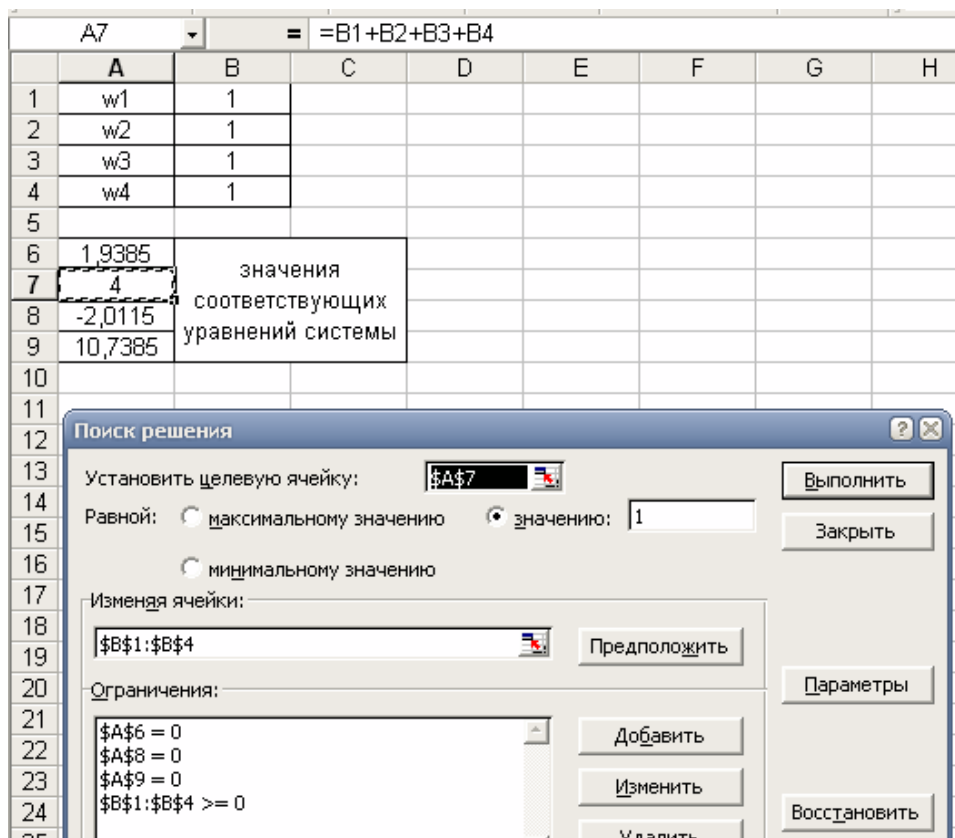 A7 = =B1+B2+B3+B4
A B C D E F G H
1 w1 1
2 w2 1
3 w3 1
4 w4 1
5
6 1,9385
7 4
8 -2,0115
9 10,7385
значения
соответствующих
уравнений системы
10
11
12
13
14
15
16
17
18
19
20
21
22
23
24
25
Поиск решения
Установить целевую ячейку: $A$7
Выполнить
Равной: максимальному значению значению: 1
Закрыть
минимальному значению
Изменяя ячейки:
$B$1:$B$4
Предположить
Параметры
Ограничения:
$A$6 = 0
$A$8 = 0
$A$9 = 0
$B$1:$B$4 >= 0
Добавить
Изменить
Восстановить
Удалить